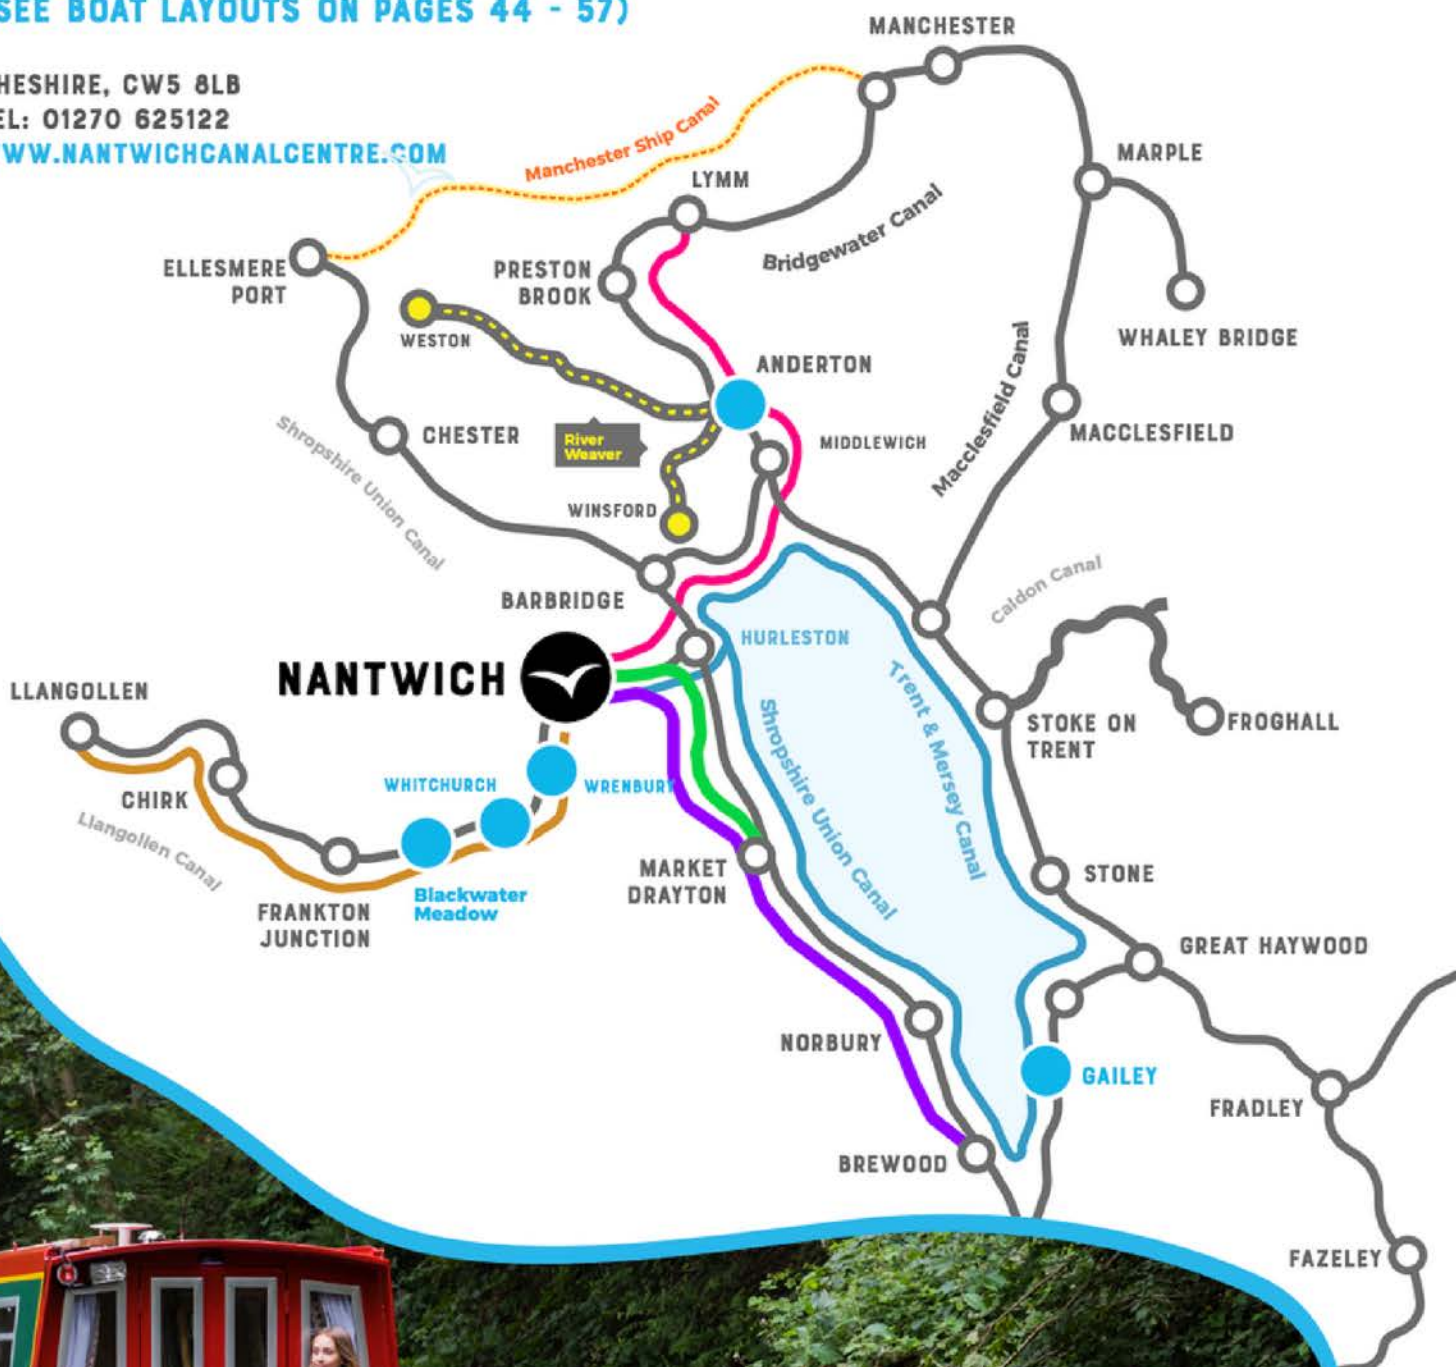 SEE BOAT LAYOUTS ON PAGES 44 - 57)
HESHIRE, CW5 8LB
EL: 01270 625122
WW.NANTWICHCANALCENTRE.COM
MANCHESTER
Manchester Ship Canal
MARPLE
LYMM
Bridgewater Canal
ELLESMERE
PORT
PRESTON
BROOK
WESTON
WHALEY BRIDGE
ANDERTON
Macclesfield Canal
CHESTER
River
Weaver
MIDDLEWICH
MACCLESFIELD
Shropshire Union Canal
WINSFORD
Caldon Canal
BARBRIDGE
HURLESTON
NANTWICH
LLANGOLLEN
Trent & Mersey Canal
Shropshire Union Canal
STOKE ON
TRENT
FROGHALL
WHITCHURCH
WRENBURY
CHIRK
Llangollen Canal
MARKET
DRAYTON
STONE
Blackwater
Meadow
FRANKTON
JUNCTION
GREAT HAYWOOD
NORBURY
GAILEY
FRADLEY
BREWOOD
FAZELEY